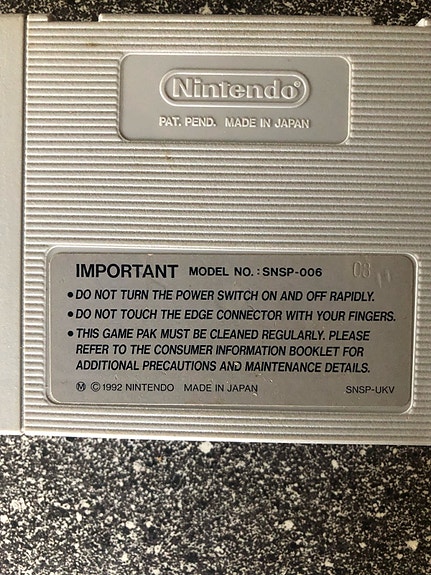 Nintendo®
PAT. PEND. MADE IN JAPAN
IMPORTANT MODEL NO. : SNSP-006 03
• DO NOT TURN THE POWER SWITCH ON AND OFF RAPIDLY.
• DO NOT TOUCH THE EDGE CONNECTOR WITH YOUR FINGERS.
• THIS GAME PAK MUST BE CLEANED REGULARLY. PLEASE
REFER TO THE CONSUMER INFORMATION BOOKLET FOR
ADDITIONAL PRECAUTIONS AND MAINTENANCE DETAILS.
Ⓜ ©1992 NINTENDO MADE IN JAPAN SNSP-UKV